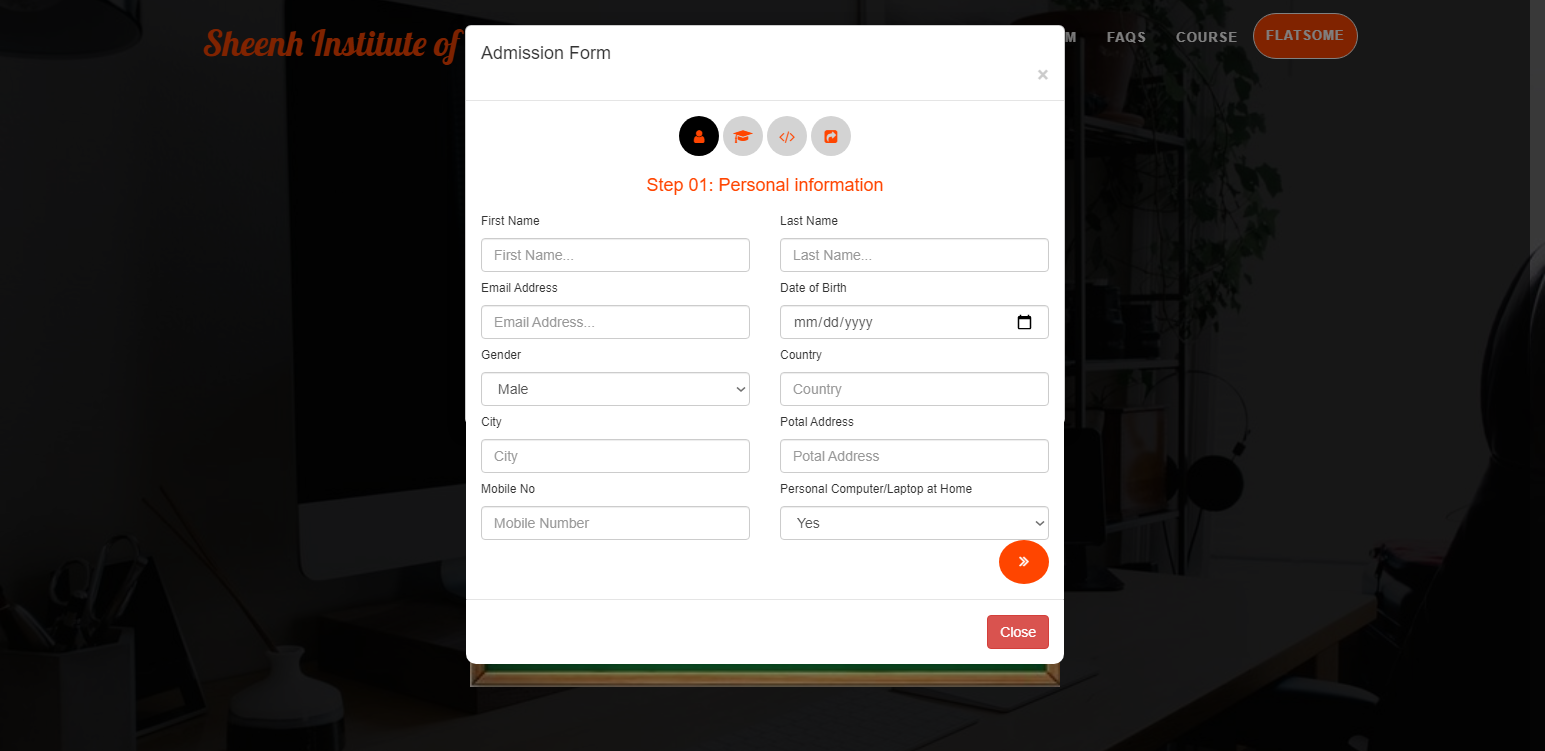 Sheenh Institute of
FAQS
COURSE
FLATSOME
Admission Form
×
Step 01: Personal information
First Name
Last Name
First Name...
Last Name...
Email Address
Date of Birth
Email Address...
mm/dd/yyyy
Gender
Country
Male
Country
City
Potal Address
City
Potal Address
Mobile No
Personal Computer/Laptop at Home
Mobile Number
Yes
Close